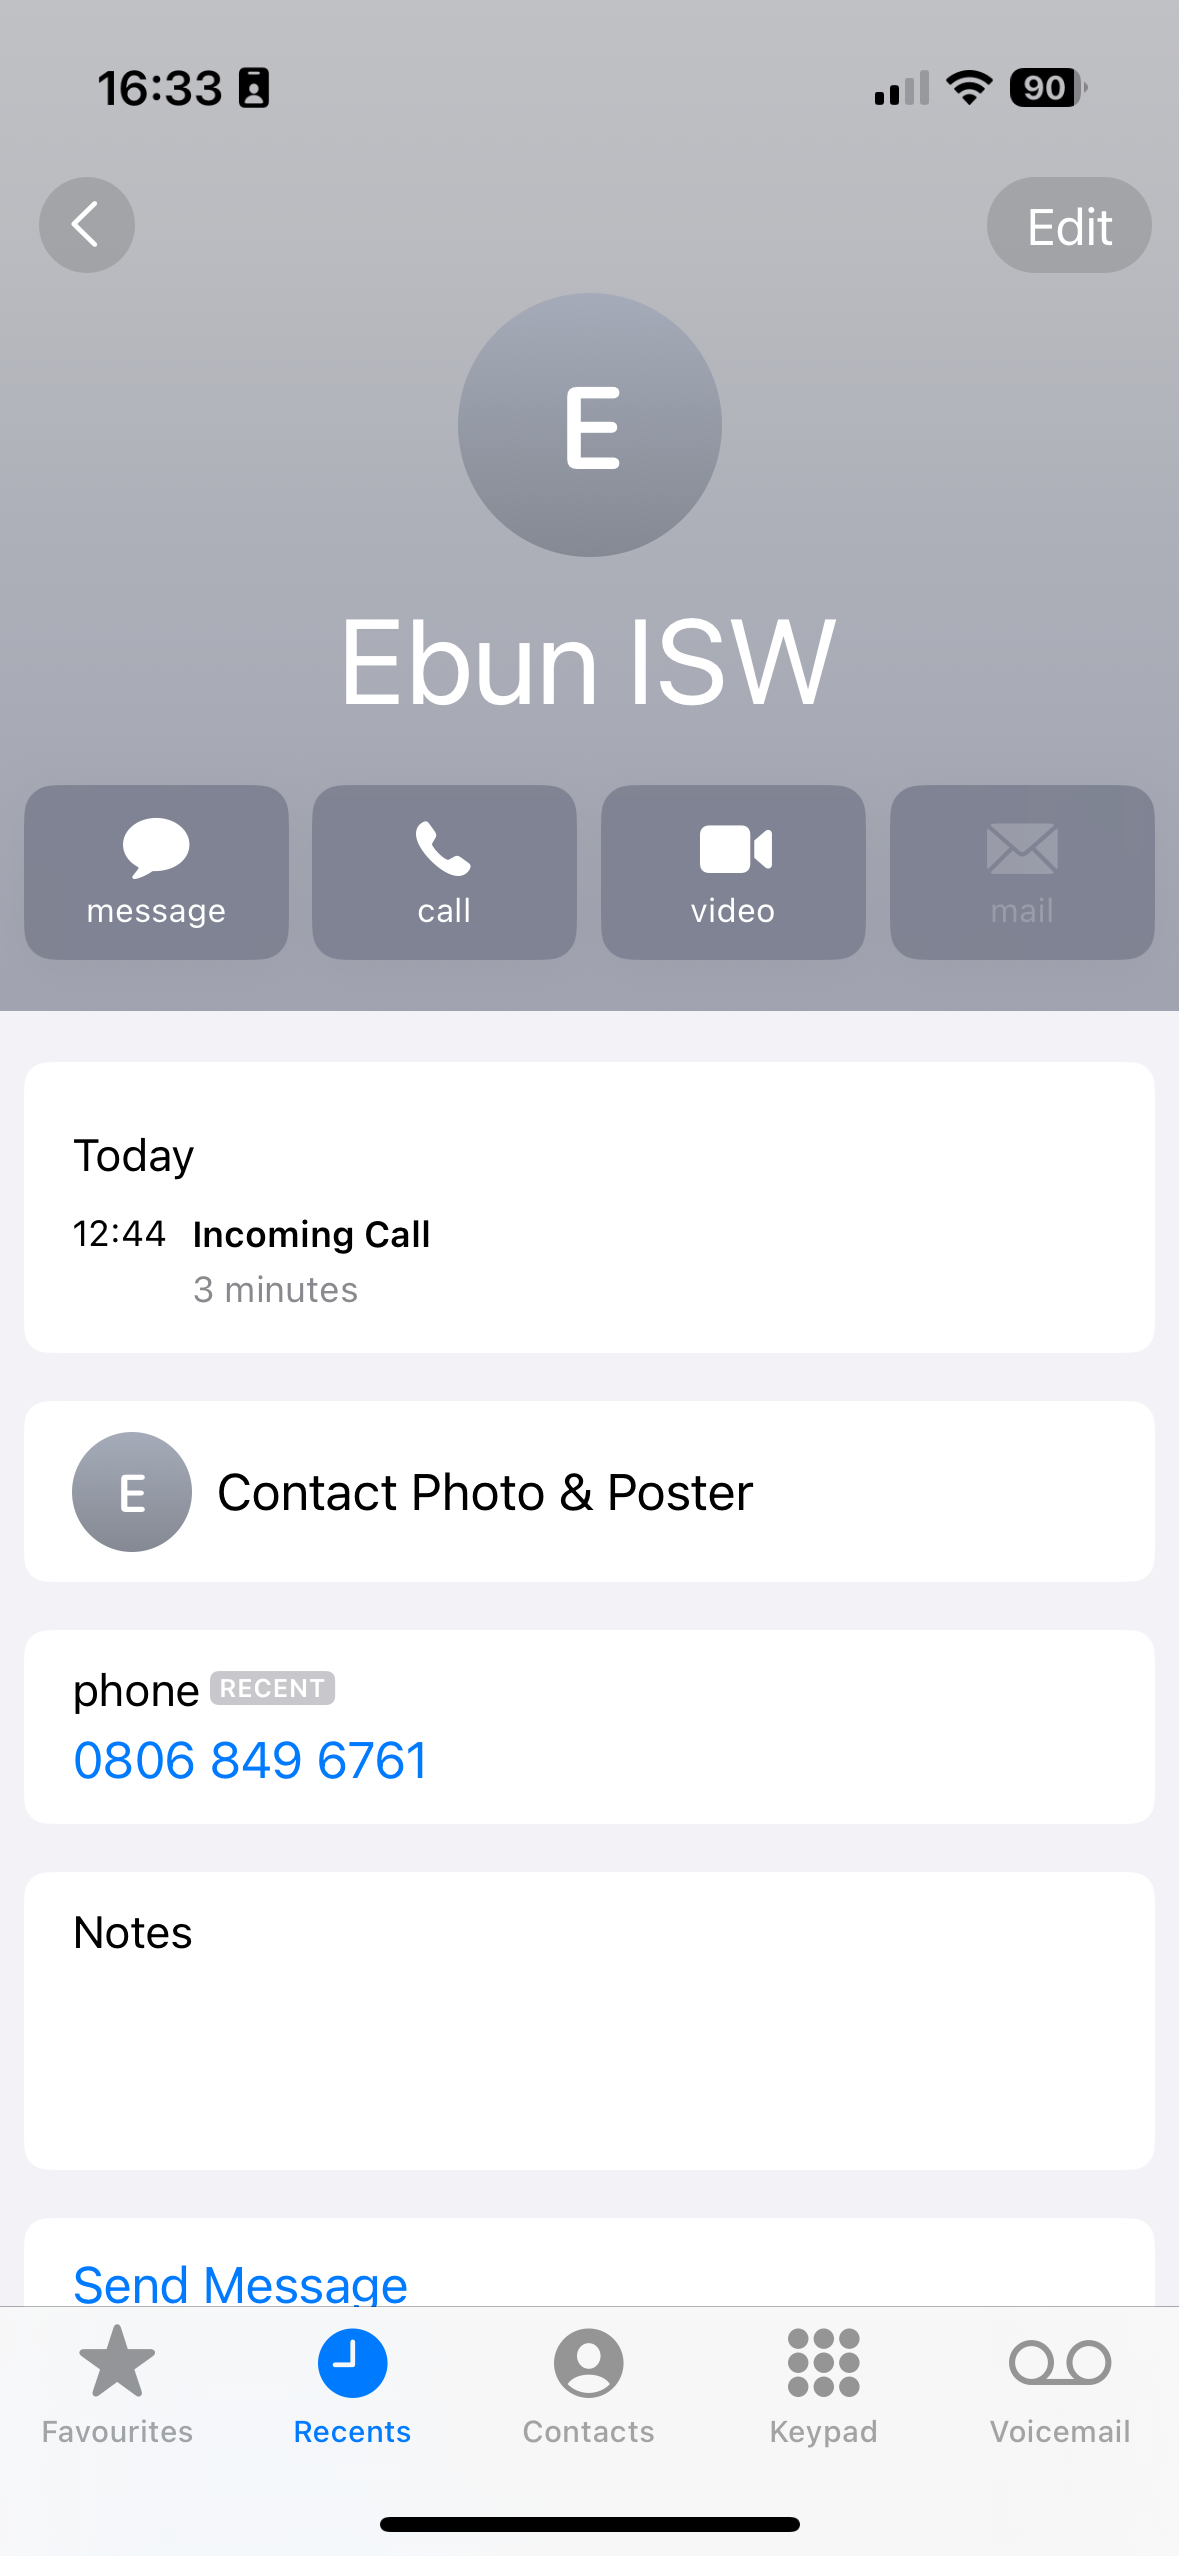 16:33
90
Edit
E
Ebun ISW
message
call
video
mail
Today
12:44 Incoming Call
3 minutes
E
Contact Photo & Poster
phone RECENT
0806 849 6761
Notes
Send Message
Favourites
Recents
Contacts
Keypad
Voicemail